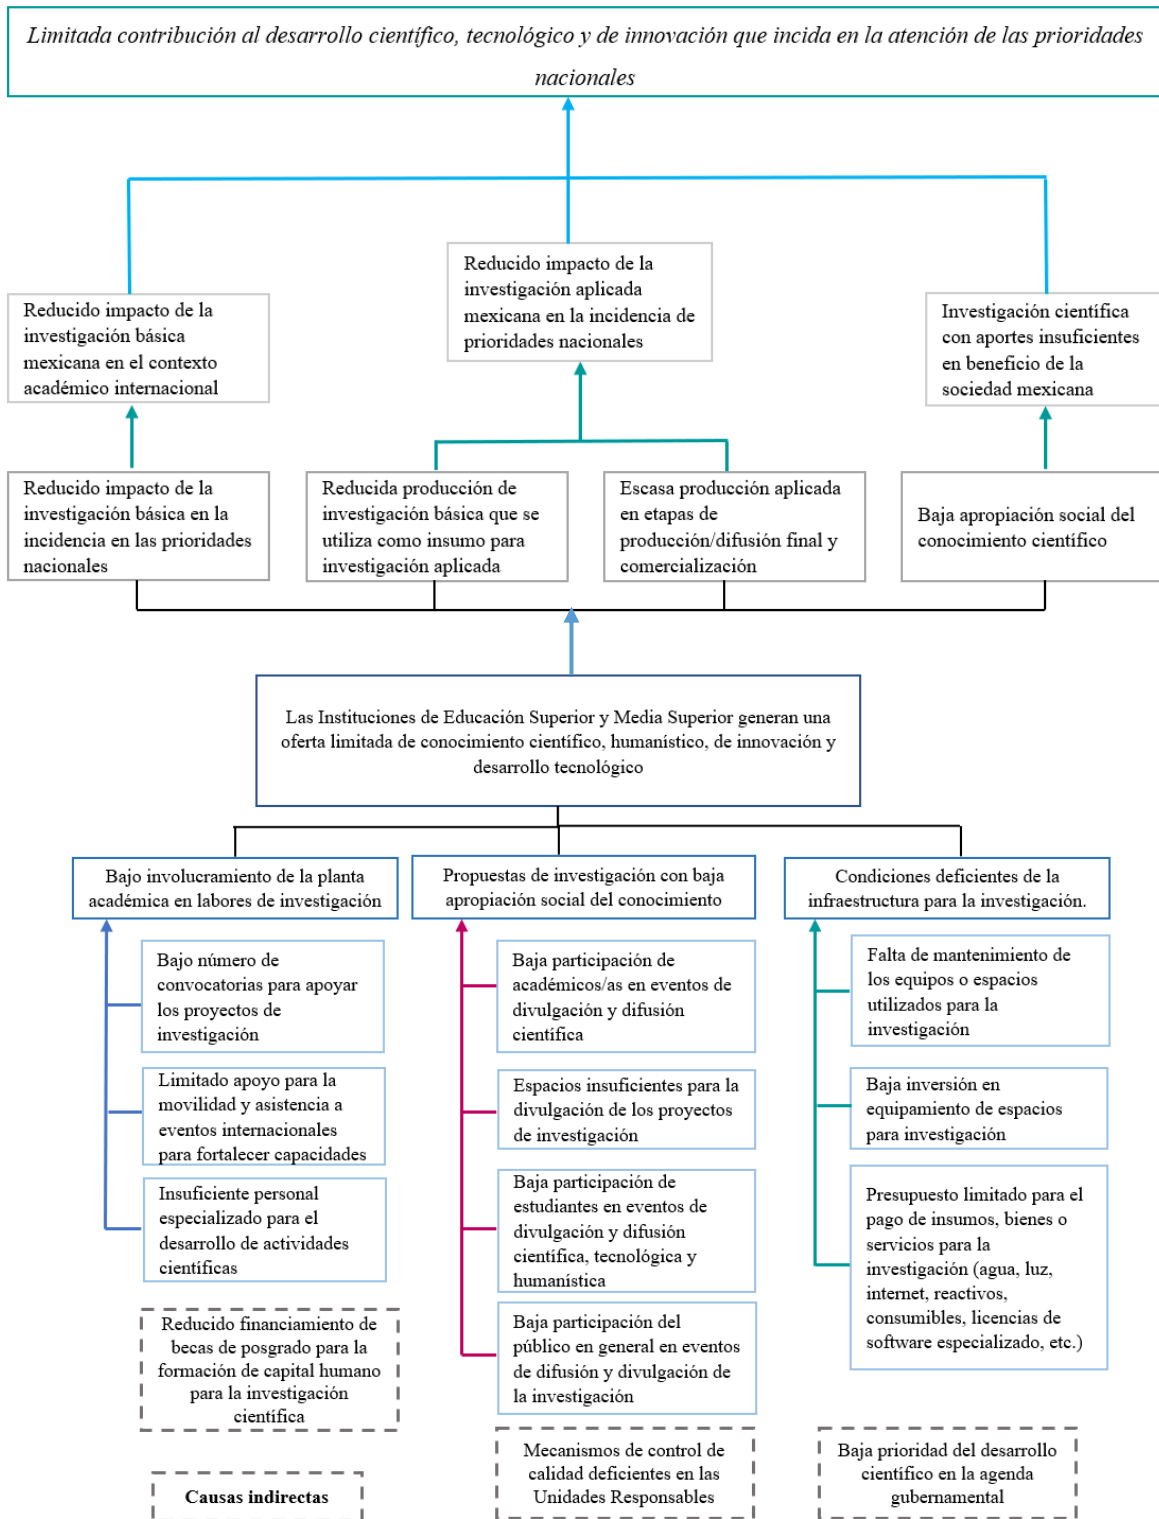 Limitada contribución al desarrollo científico, tecnológico y de innovación que incida en la atención de las prioridades
nacionales
Reducido impacto de la
investigación básica
mexicana en el contexto
académico internacional
Reducido impacto de la
investigación aplicada
mexicana en la incidencia de
prioridades nacionales
Investigación científica
con aportes insuficientes
en beneficio de la
sociedad mexicana
Reducido impacto de la
investigación básica en la
incidencia en las prioridades
nacionales
Reducida producción de
investigación básica que se
utiliza como insumo para
investigación aplicada
Escasa producción aplicada
en etapas de
producción/difusión final y
comercialización
Baja apropiación social del
conocimiento científico
Las Instituciones de Educación Superior y Media Superior generan una
oferta limitada de conocimiento científico, humanístico, de innovación y
desarrollo tecnológico
Bajo involucramiento de la planta
académica en labores de investigación
Bajo número de
convocatorias para apoyar
los proyectos de
investigación
Limitado apoyo para la
movilidad y asistencia a
eventos internacionales
para fortalecer capacidades
Insuficiente personal
especializado para el
desarrollo de actividades
científicas
Reducido financiamiento de
becas de posgrado para la
formación de capital humano
para la investigación
científica
Causas indirectas
Propuestas de investigación con baja
apropiación social del conocimiento
Baja participación de
académicos/as en eventos de
divulgación y difusión
científica
Espacios insuficientes para la
divulgación de los proyectos
de investigación
Baja participación de
estudiantes en eventos de
divulgación y difusión
científica, tecnológica y
humanística
Baja participación del
público en general en eventos
de difusión y divulgación de
la investigación
Mecanismos de control de
calidad deficientes en las
Unidades Responsables
Condiciones deficientes de la
infraestructura para la investigación.
Falta de mantenimiento de
los equipos o espacios
utilizados para la
investigación
Baja inversión en
equipamiento de espacios
para investigación
Presupuesto limitado para el
pago de insumos, bienes o
servicios para la
investigación (agua, luz,
internet, reactivos,
consumibles, licencias de
software especializado, etc.)
Baja prioridad del desarrollo
científico en la agenda
gubernamental